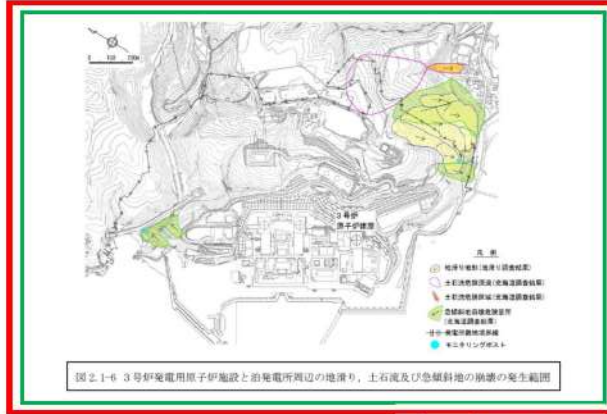 3号炉
原子炉建屋
凡例
地滑り地形(地滑り調査結果)
土石流危険渓流(北海道調査結果)
土石流危険区域(北海道調査結果)
急傾斜地崩壊危険箇所
(北海道調査結果)
発電所敷地境界線
モニタリングポスト
図2.1-6 3号炉発電用原子炉施設と泊発電所周辺の地滑り，土石流及び急傾斜地の崩壊の発生範囲